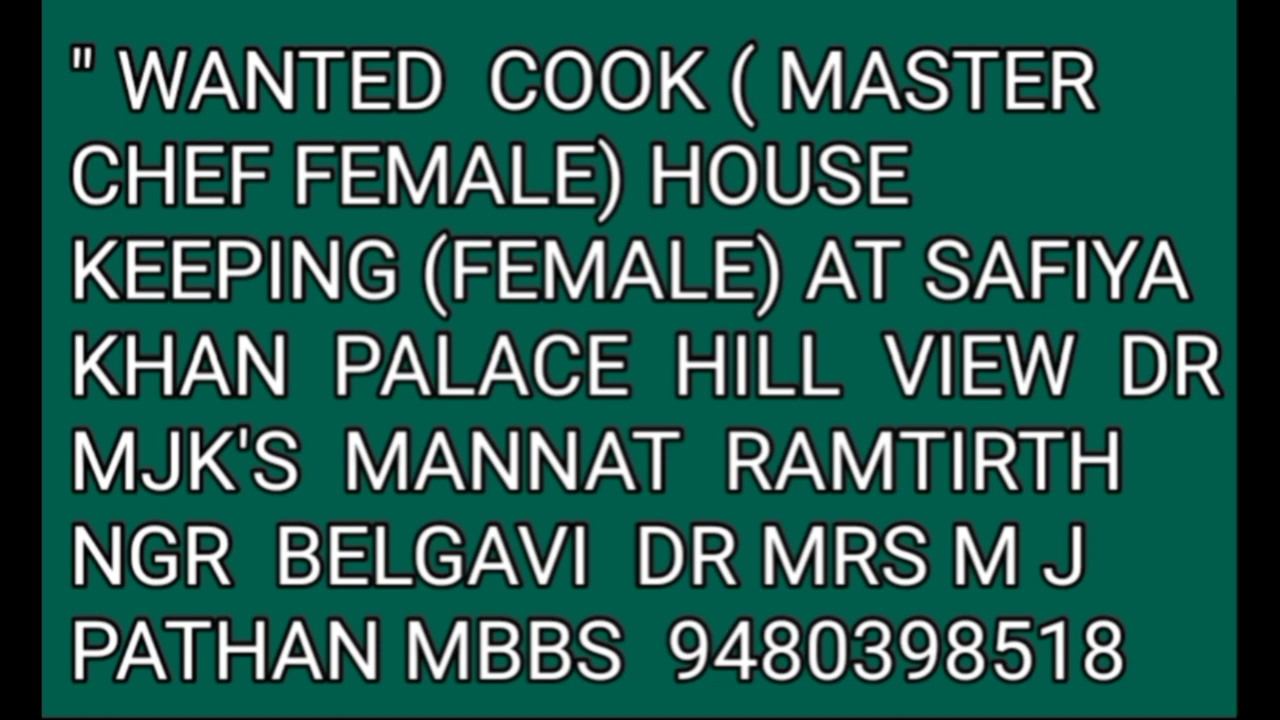 " WANTED COOK ( MASTER
CHEF FEMALE) HOUSE
KEEPING (FEMALE) AT SAFIYA
KHAN PALACE HILL VIEW DR
MJK'S MANNAT RAMTIRTH
NGR BELGAVI DR MRS M J
PATHAN MBBS 9480398518